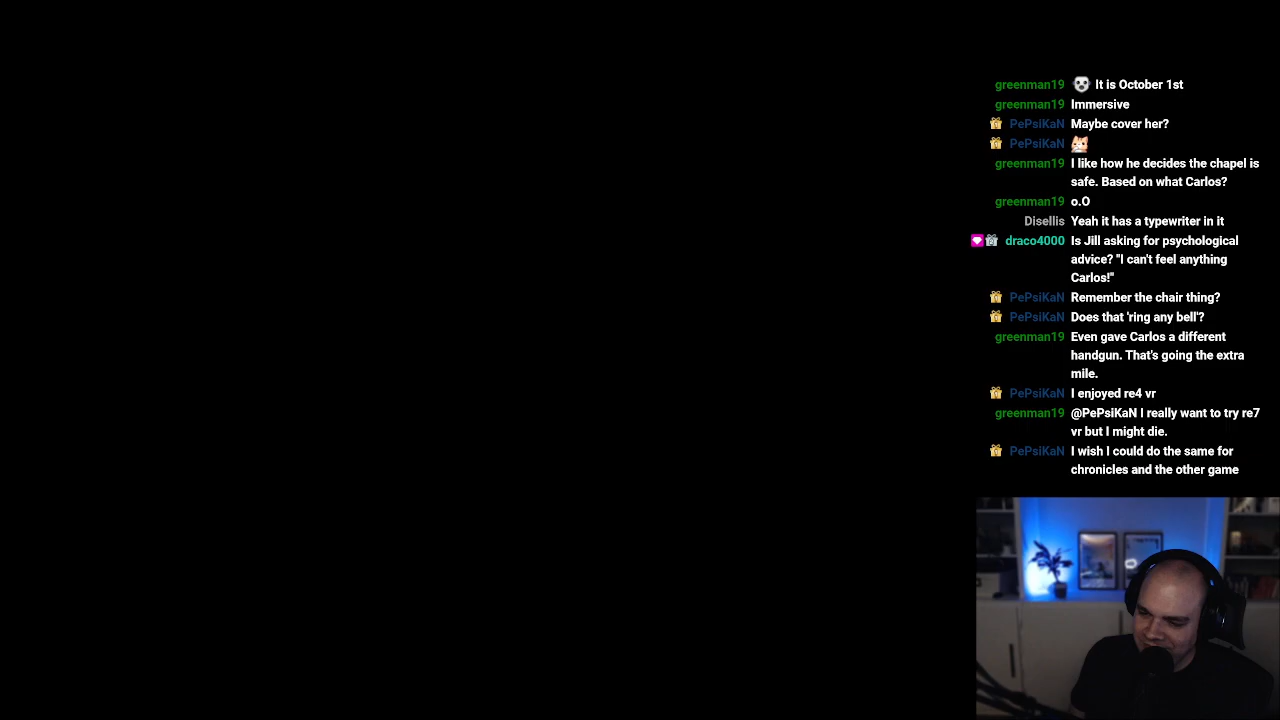 greenman19 It is October 1st
greenman19 Immersive
PePsiKaN Maybe cover her?
PePsiKaN
greenman19 I like how he decides the chapel is
safe. Based on what Carlos?
greenman19 o.O
Disellis Yeah it has a typewriter in it
draco4000 Is Jill asking for psychological
advice? "I can't feel anything
Carlos!"
PePsiKaN Remember the chair thing?
PePsiKaN Does that 'ring any bell'?
greenman19 Even gave Carlos a different
handgun. That's going the extra
mile.
PePsiKaN I enjoyed re4 vr
greenman19 @PePsiKaN I really want to try re7
vr but I might die.
PePsiKaN I wish I could do the same for
chronicles and the other game